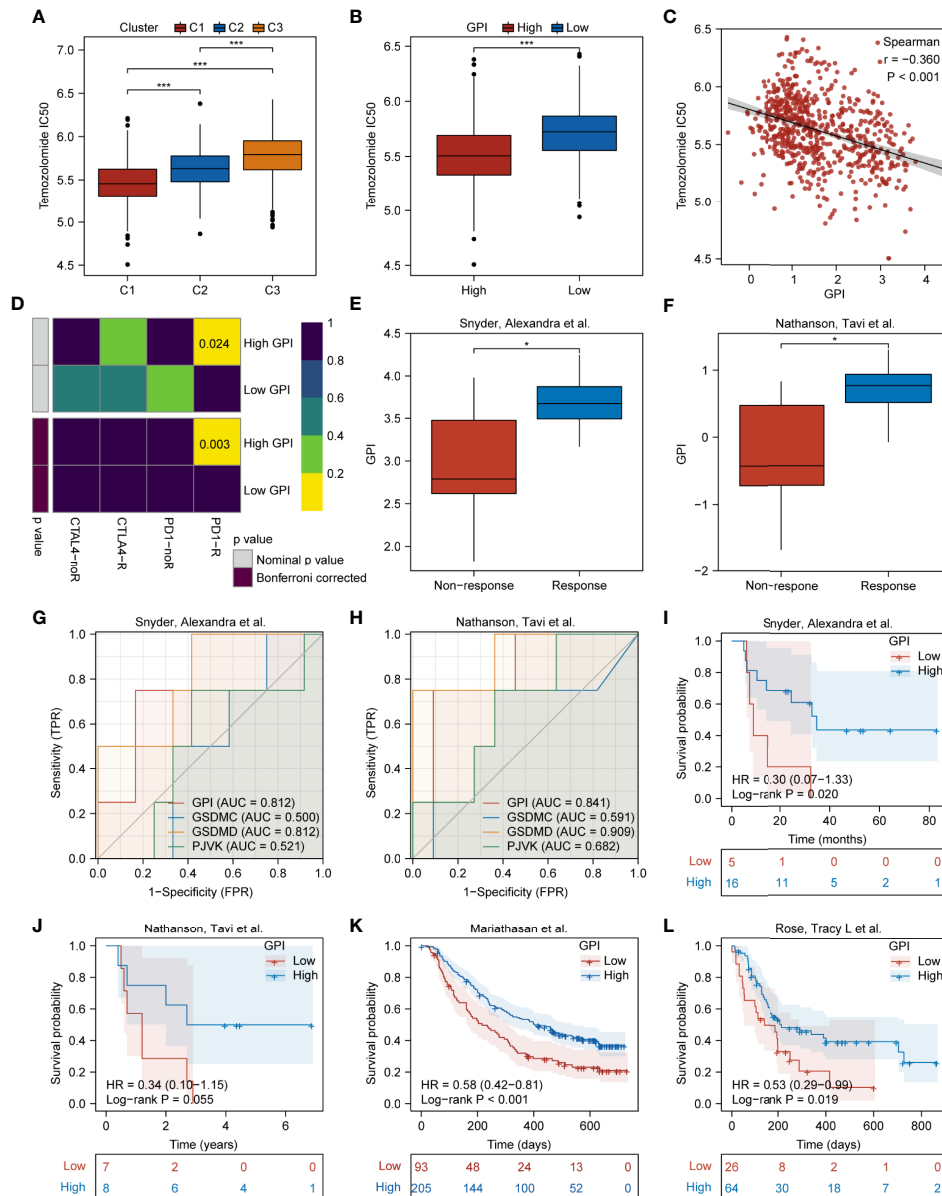 A
Cluster C1 C2 C3
***
***
***
Temozolomide IC50
7.0
6.5
6.0
5.5
5.0
4.5
C1 C2 C3
B
GPI High Low
***
Temozolomide IC50
6.5
6.0
5.5
5.0
4.5
High Low
C
Spearman
r = −0.360
P < 0.001
Temozolomide IC50
6.5
6.0
5.5
5.0
4.5
0 1 2 3 4
GPI
D
0.024
High GPI
Low GPI
0.003
High GPI
Low GPI
1
0.8
0.6
0.4
0.2
p value
CTAL4−noR
CTLA4−R
PD1−noR
PD1−R
p value
Nominal p value
Bonferroni corrected
E
Snyder, Alexandra et al.
*
GPI
4.5
4.0
3.5
3.0
2.5
2.0
Non−response Response
F
Nathanson, Tavi et al.
*
GPI
1
0
−1
−2
Non−respone Response
G
Snyder, Alexandra et al.
Sensitivity (TPR)
1.0
0.8
0.6
0.4
0.2
0.0
GPI (AUC = 0.812)
GSDMC (AUC = 0.500)
GSDMD (AUC = 0.812)
PJVK (AUC = 0.521)
0.0 0.2 0.4 0.6 0.8 1.0
1−Specificity (FPR)
H
Nathanson, Tavi et al.
Sensitivity (TPR)
1.0
0.8
0.6
0.4
0.2
0.0
GPI (AUC = 0.841)
GSDMC (AUC = 0.591)
GSDMD (AUC = 0.909)
PJVK (AUC = 0.682)
0.0 0.2 0.4 0.6 0.8 1.0
1−Specificity (FPR)
I
Snyder, Alexandra et al.
GPI
Low
High
Survival probability
1.0
0.8
0.6
0.4
0.2
0.0
HR = 0.30 (0.07−1.33)
Log−rank P = 0.020
0 20 40 60 80
Time (months)
Low 5 1 0 0 0
High 16 11 5 2 1
J
Nathanson, Tavi et al.
GPI
Low
High
Survival probability
1.0
0.8
0.6
0.4
0.2
0.0
HR = 0.34 (0.10−1.15)
Log−rank P = 0.055
0 2 4 6
Time (years)
Low 7 2 0 0
High 8 6 4 1
K
Mariathasan et al.
GPI
Low
High
Survival probability
1.0
0.8
0.6
0.4
0.2
0.0
HR = 0.58 (0.42−0.81)
Log−rank P < 0.001
0 200 400 600
Time (days)
Low 93 48 24 13 0
High 205 144 100 52 0
L
Rose, Tracy L et al.
GPI
Low
High
Survival probability
1.0
0.8
0.6
0.4
0.2
0.0
HR = 0.53 (0.29−0.99)
Log−rank P = 0.019
0 200 400 600 800
Time (days)
Low 26 8 2 1 0
High 64 30 18 7 2